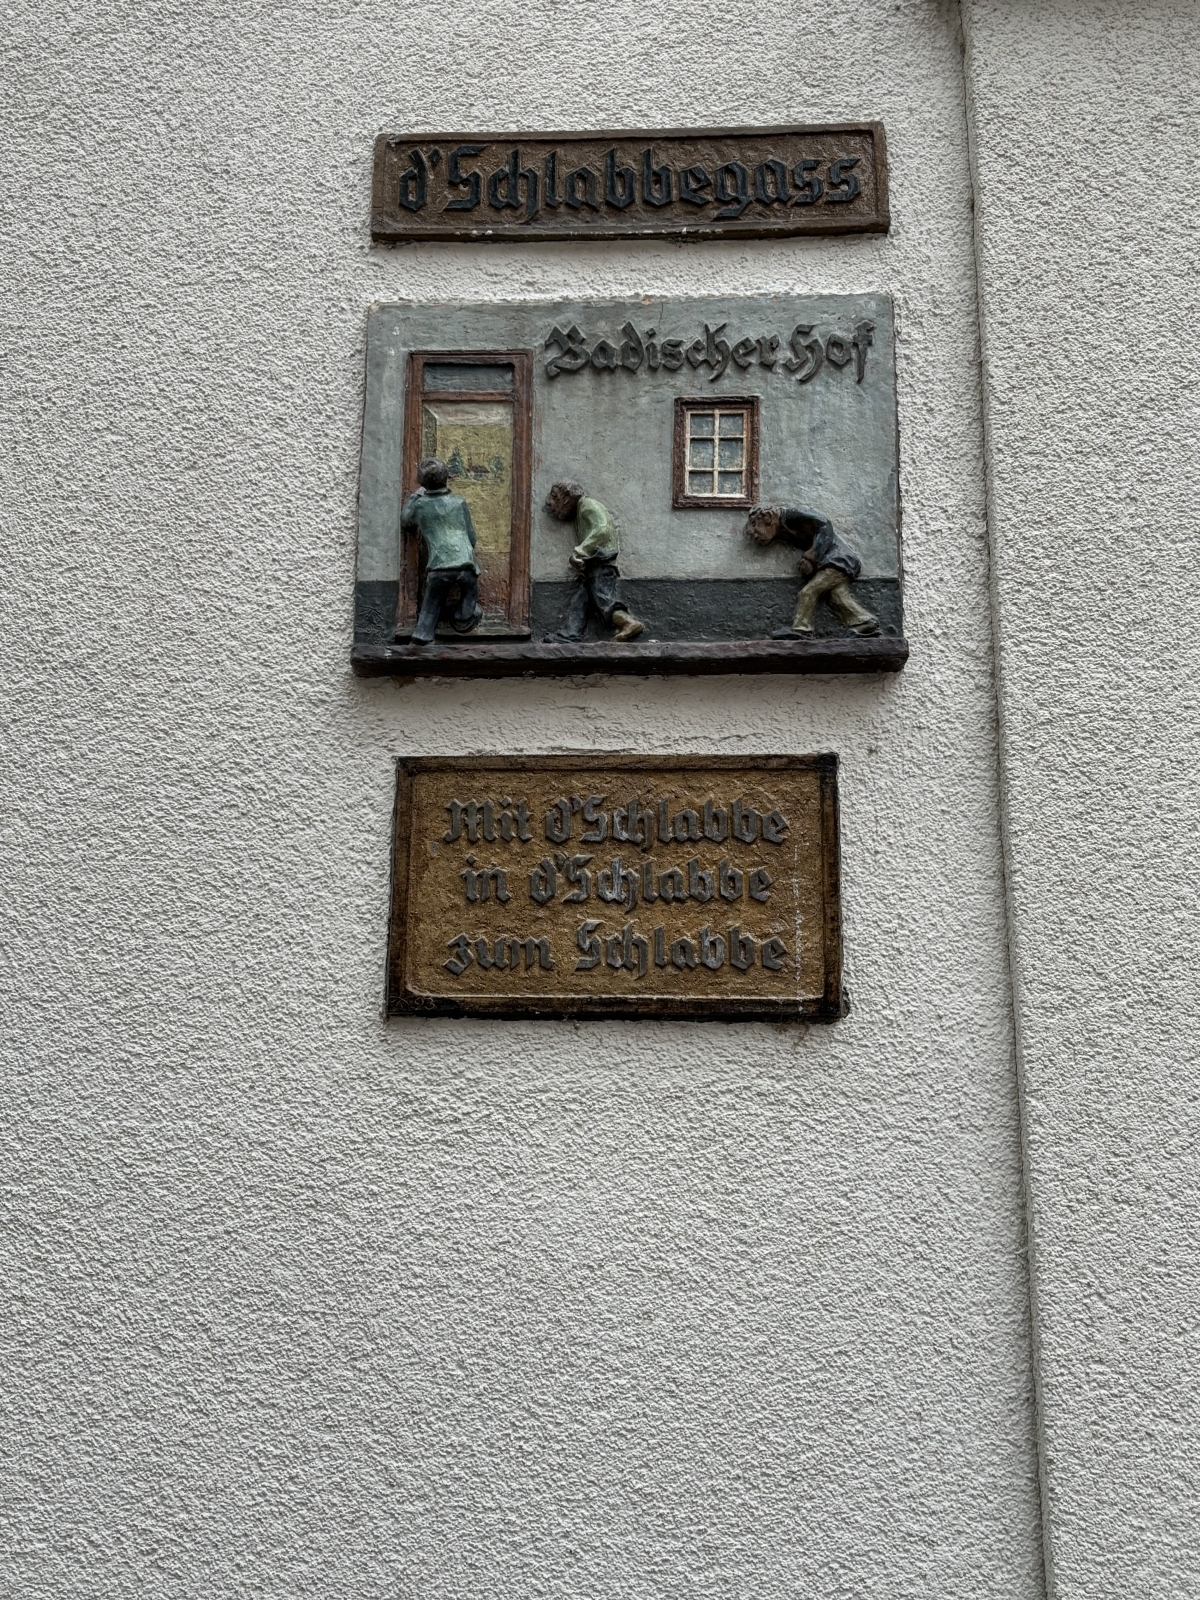 d'Schlabbegass
Badischer Hof
Mit d'Schlabbe
in d'Schlabbe
zum Schlabbe